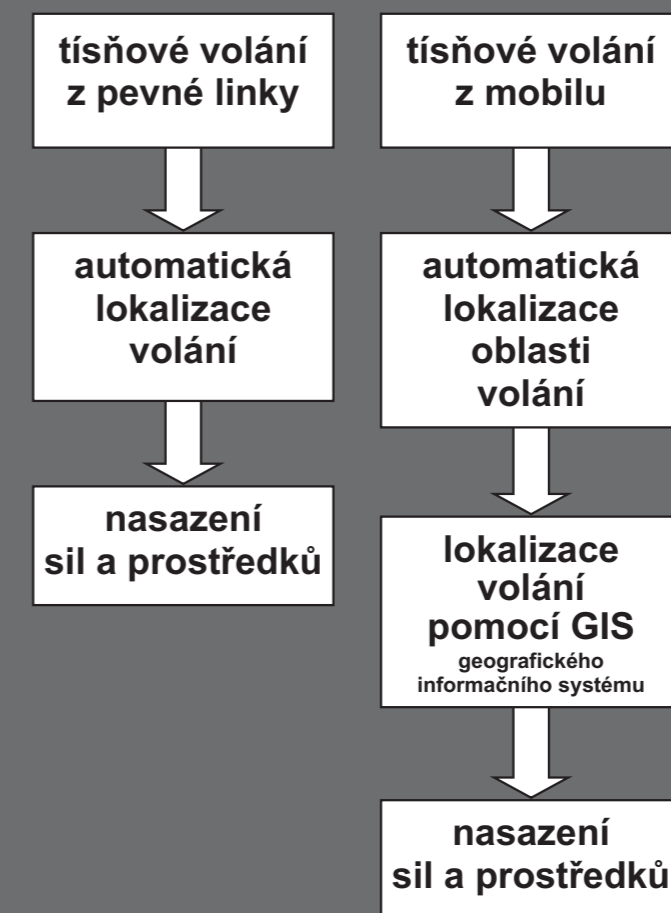 tísňové volání
z pevné linky
automatická
lokalizace
volání
nasazení
sil a prostředků
tísňové volání
z mobilu
automatická
lokalizace
oblasti
volání
lokalizace
volání
pomocí GIS
geografického
informačního systému
nasazení
sil a prostředků